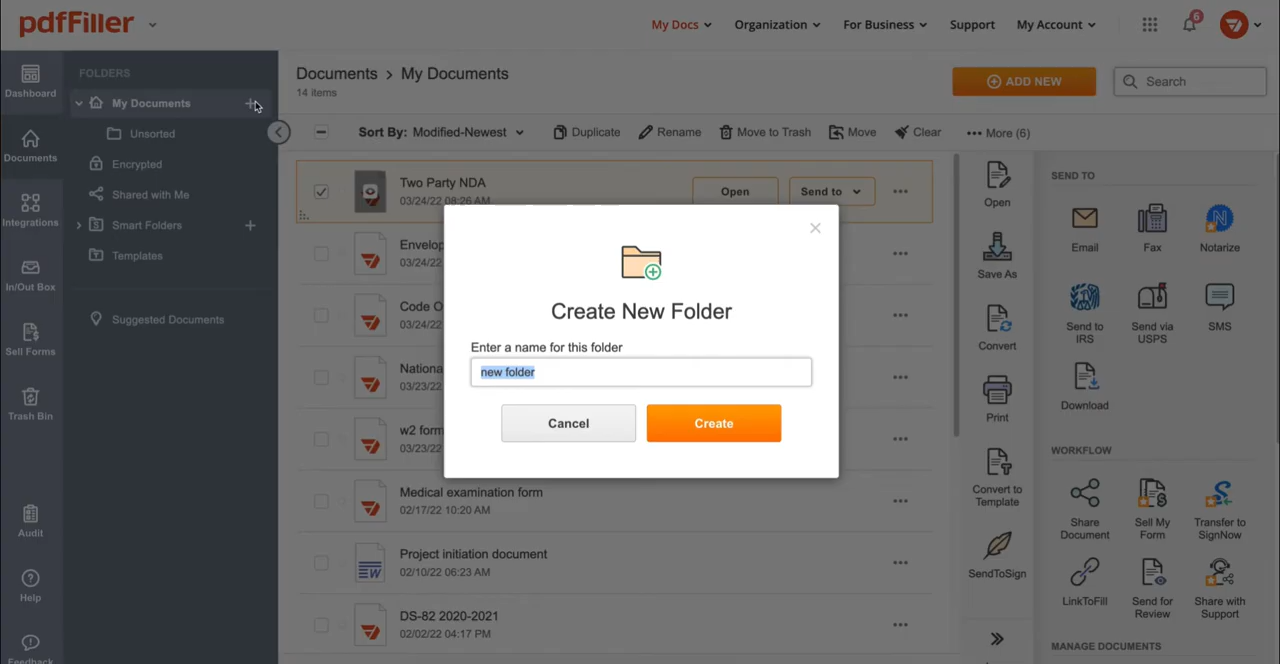 pdfFiller
My Docs
Organization
For Business
Support
My Account
6
Dashboard
Documents
Integrations
In/Out Box
Sell Forms
Trash Bin
Audit
Help
Feedback
FOLDERS
My Documents
Unsorted
Encrypted
Shared with Me
Smart Folders
Templates
Suggested Documents
Documents > My Documents
14 items
ADD NEW
Search
Sort By: Modified-Newest
Duplicate
Rename
Move to Trash
Move
Clear
More (6)
Two Party NDA
03/24/22 08:26 AM
Open
Send to
Envelop
03/24/22
Code O
03/24/22
Nationa
03/23/22
w2 form
03/23/22
Medical examination form
02/17/22 10:20 AM
Project initiation document
02/10/22 06:23 AM
DS-82 2020-2021
02/02/22 04:17 PM
Create New Folder
Enter a name for this folder
new folder
Cancel
Create
Open
Save As
Convert
Print
Convert to
Template
SendToSign
SEND TO
Email
Fax
Notarize
Send to
IRS
Send via
USPS
SMS
Download
WORKFLOW
Share
Document
Sell My
Form
Transfer to
SignNow
LinkToFill
Send for
Review
Share with
Support
MANAGE DOCUMENTS